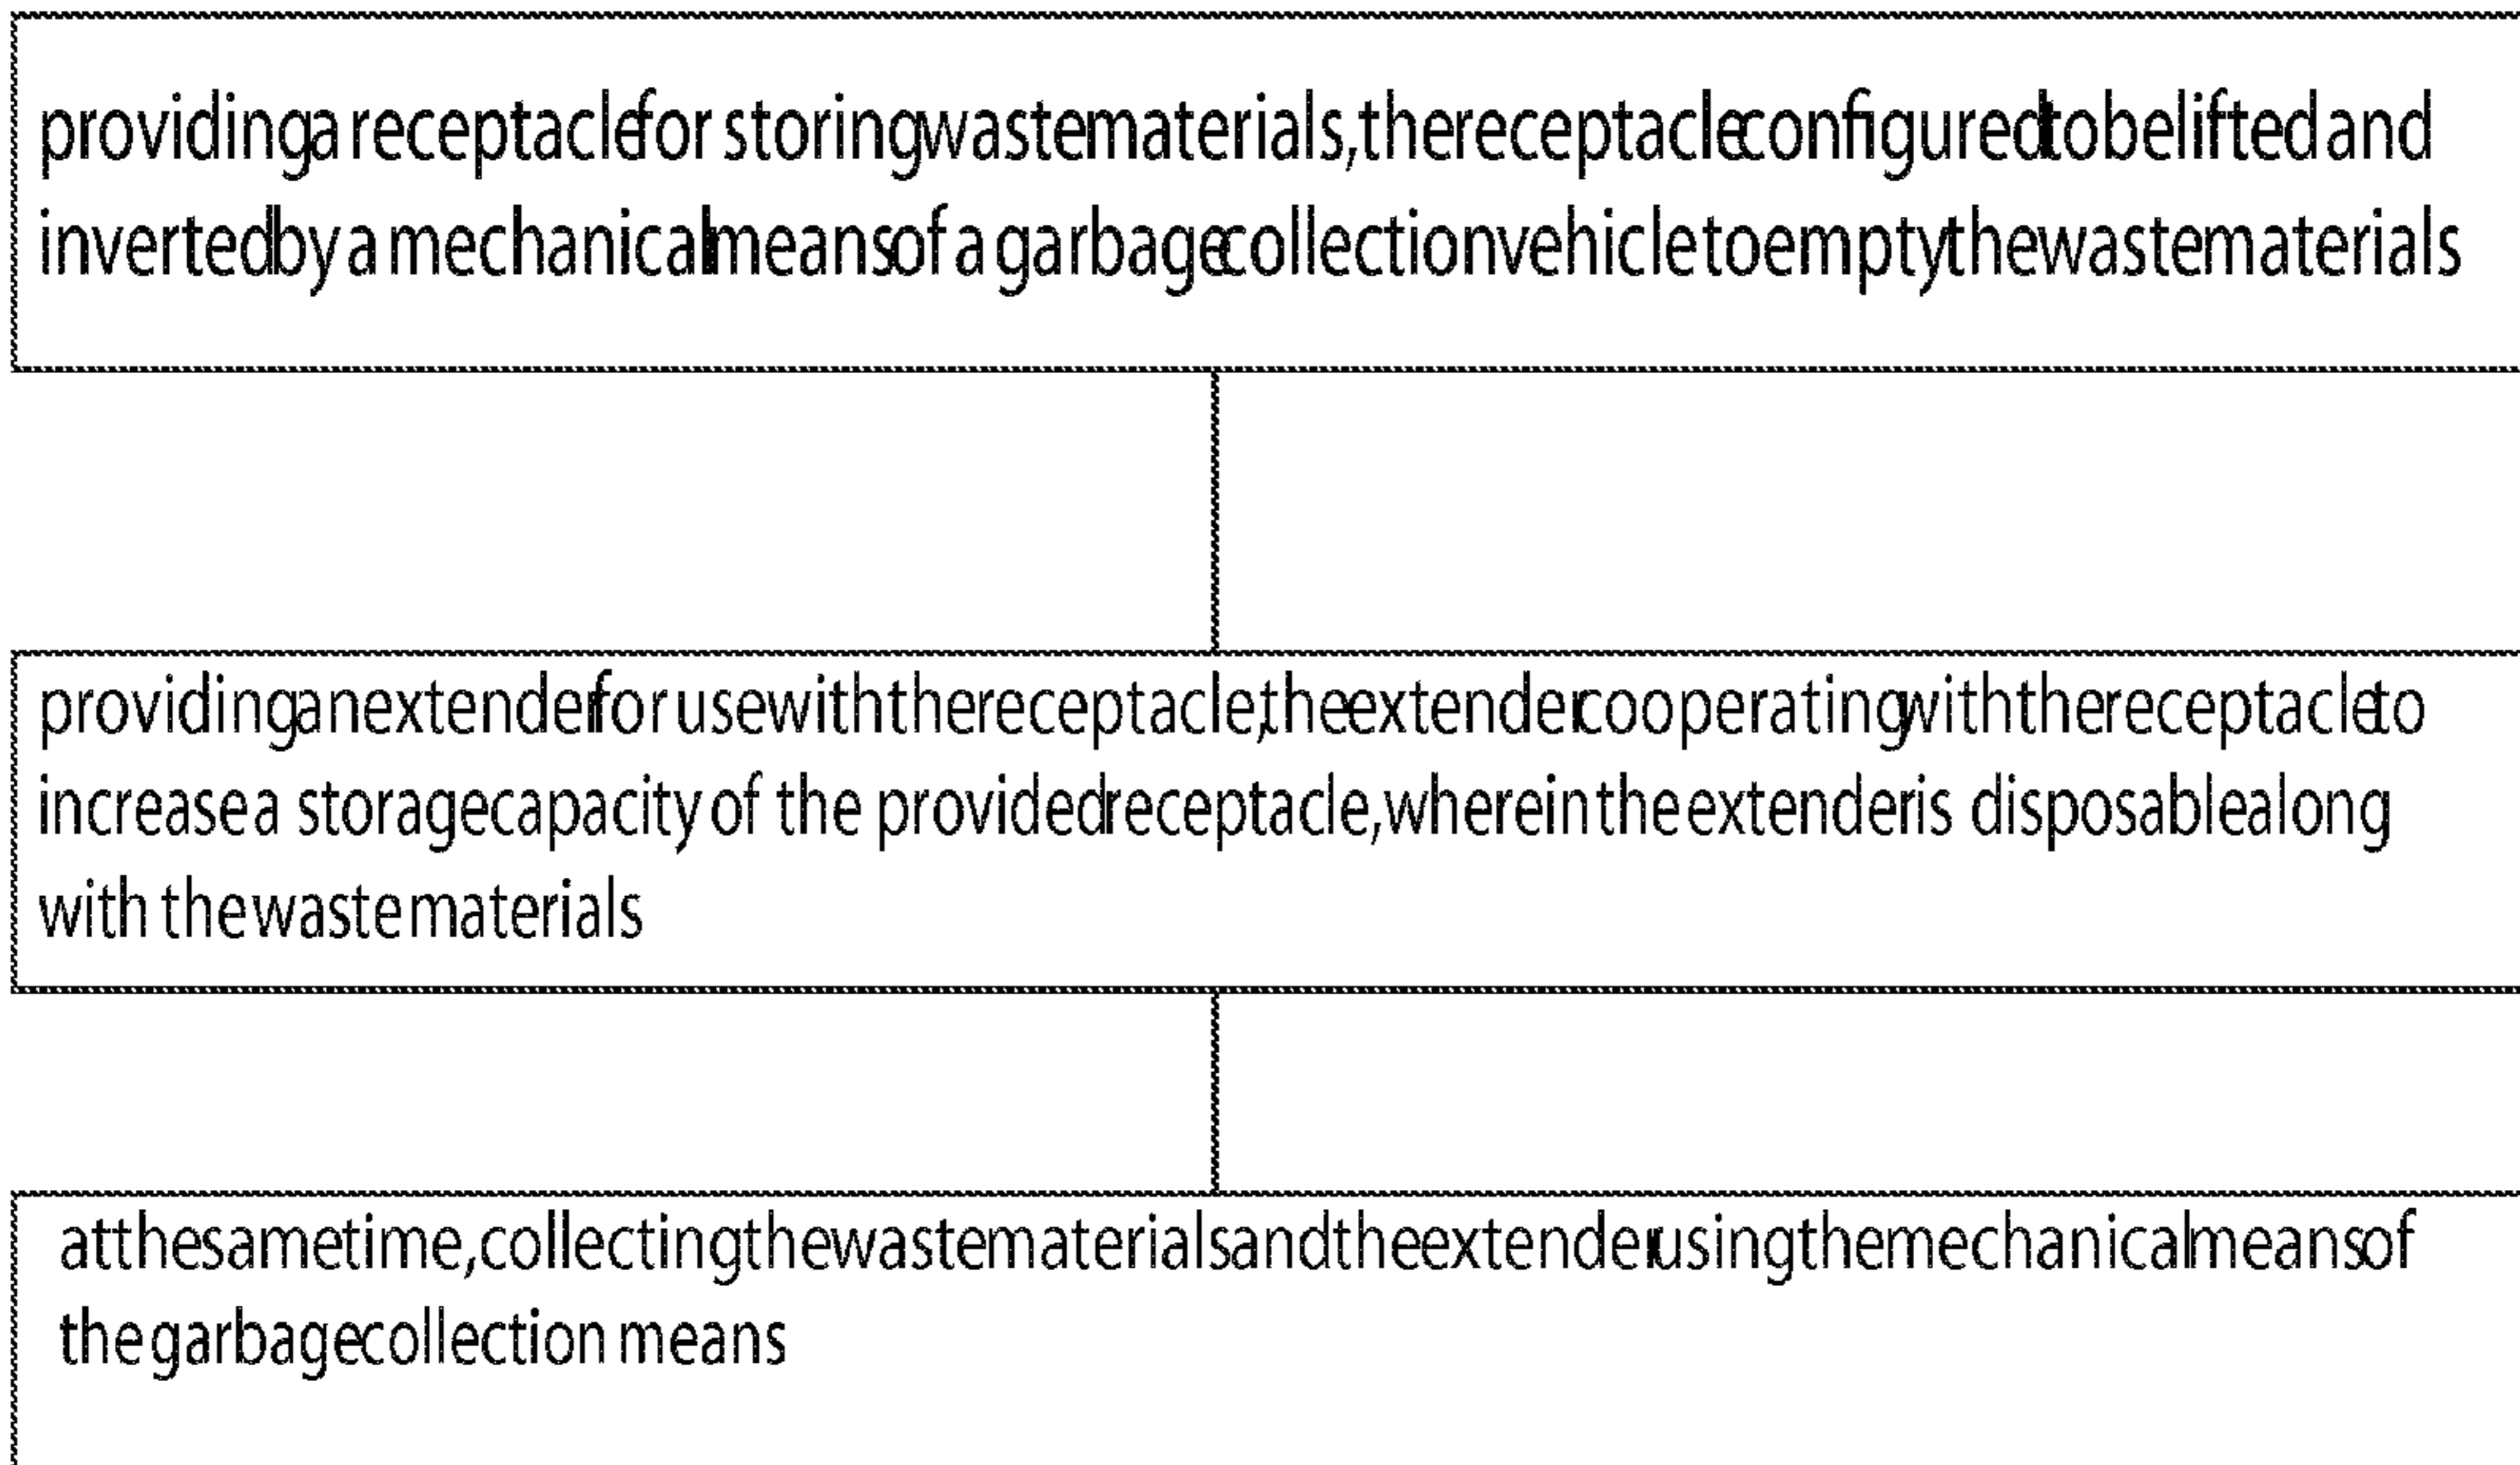 providing a receptacle for storing waste materials, the receptacle configured to be lifted and
inverted by a mechanical means of a garbage collection vehicle to empty the waste materials
providing an extender for use with the receptacle, the extender cooperating with the receptacle to
increase a storage capacity of the provided receptacle, wherein the extender is disposable along
with the waste materials
at the same time, collecting the waste materials and the extender using the mechanical means of
the garbage collection means